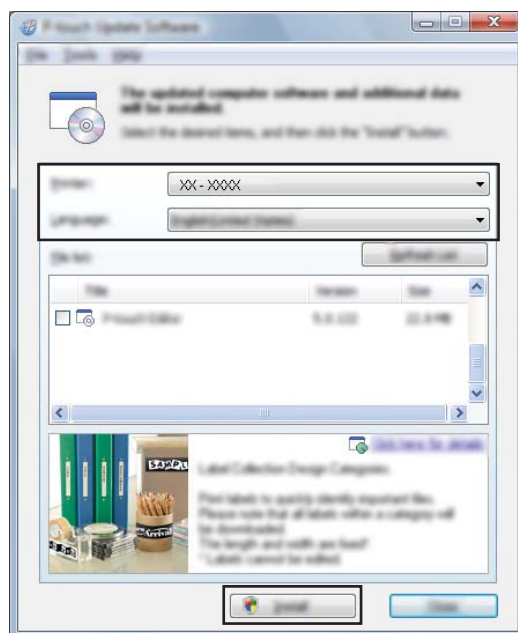 P-touch Update Software
File Tools Help
The updated computer software and additional data
will be installed.
Select the desired items, and then click the "Install" button.
Printer:
XX - XXXX
Language:
English(United States)
File list:
Refresh List
Title Version Size
P-touch Editor 5.0.122 22.8 MB
Click here for details
SAMPL
Label Collection Design Categories
Print labels to quickly identify important files.
Please note that all labels within a category will
be downloaded.
The length and width are fixed*.
* Labels cannot be edited.
Arrival
Install
Close